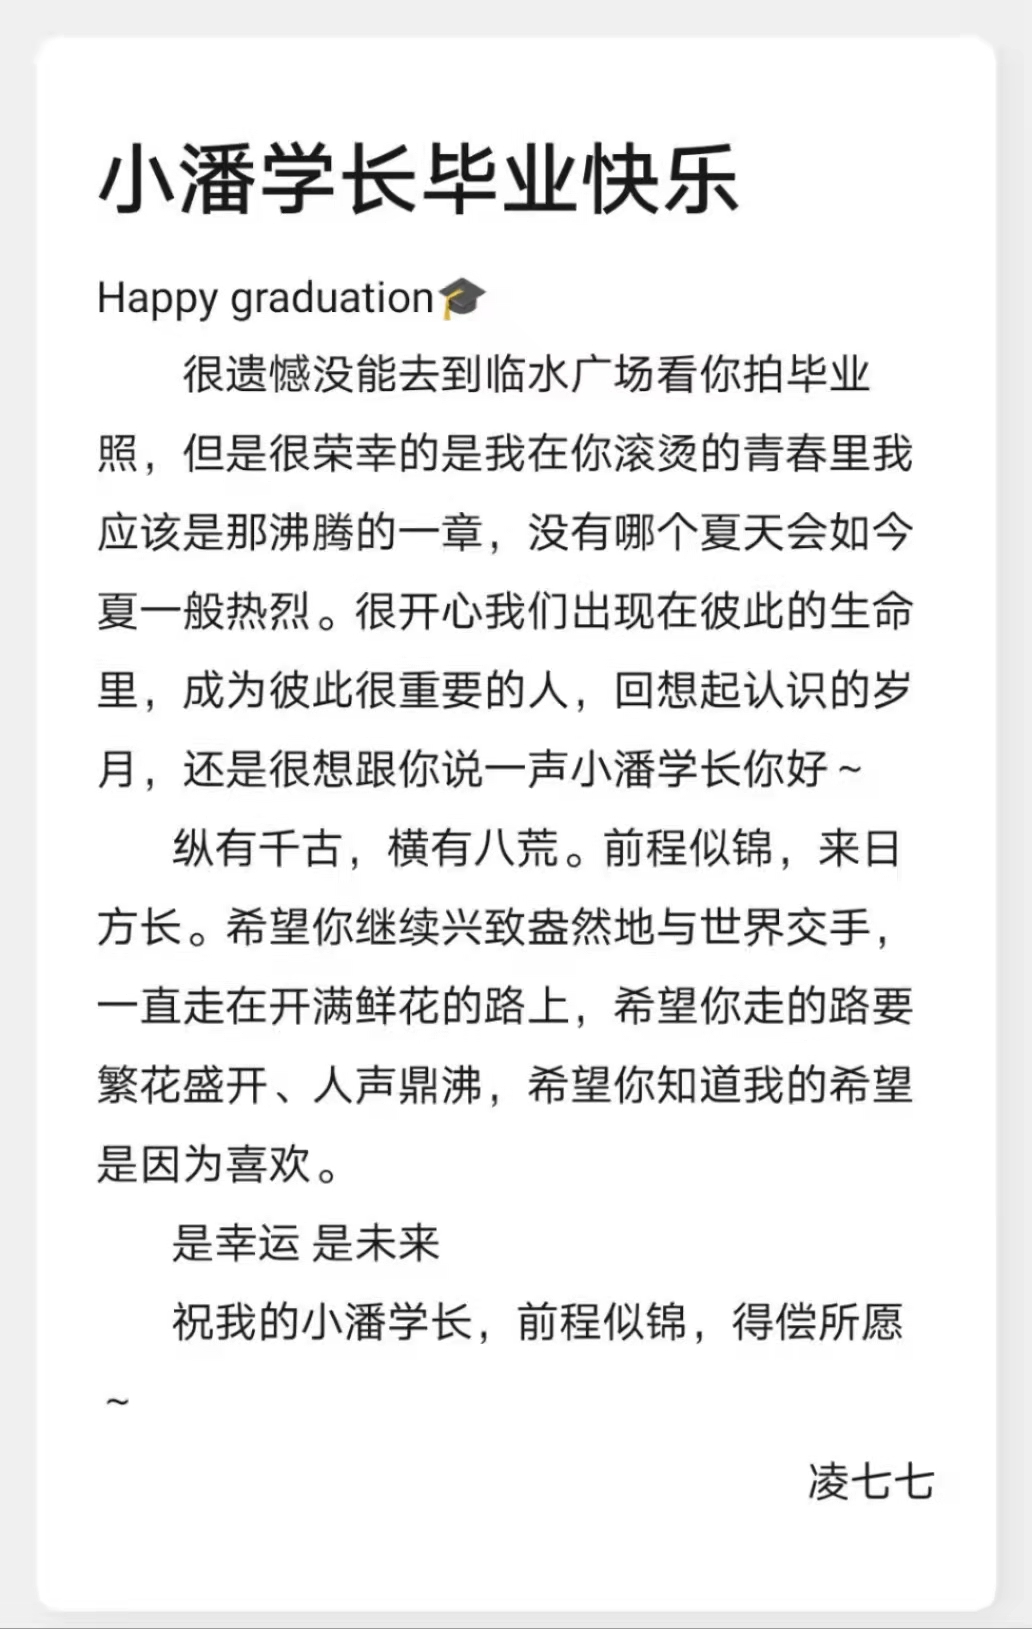 小潘学长毕业快乐
Happy graduation🎓
很遗憾没能去到临水广场看你拍毕业
照，但是很荣幸的是我在你滚烫的青春里我
应该是那沸腾的一章，没有哪个夏天会如今
夏一般热烈。很开心我们出现在彼此的生命
里，成为彼此很重要的人，回想起认识的岁
月，还是很想跟你说一声小潘学长你好~
纵有千古，横有八荒。前程似锦，来日
方长。希望你继续兴致盎然地与世界交手，
一直走在开满鲜花的路上，希望你走的路要
繁花盛开、人声鼎沸，希望你知道我的希望
是因为喜欢。
是幸运 是未来
祝我的小潘学长，前程似锦，得偿所愿
~
凌七七